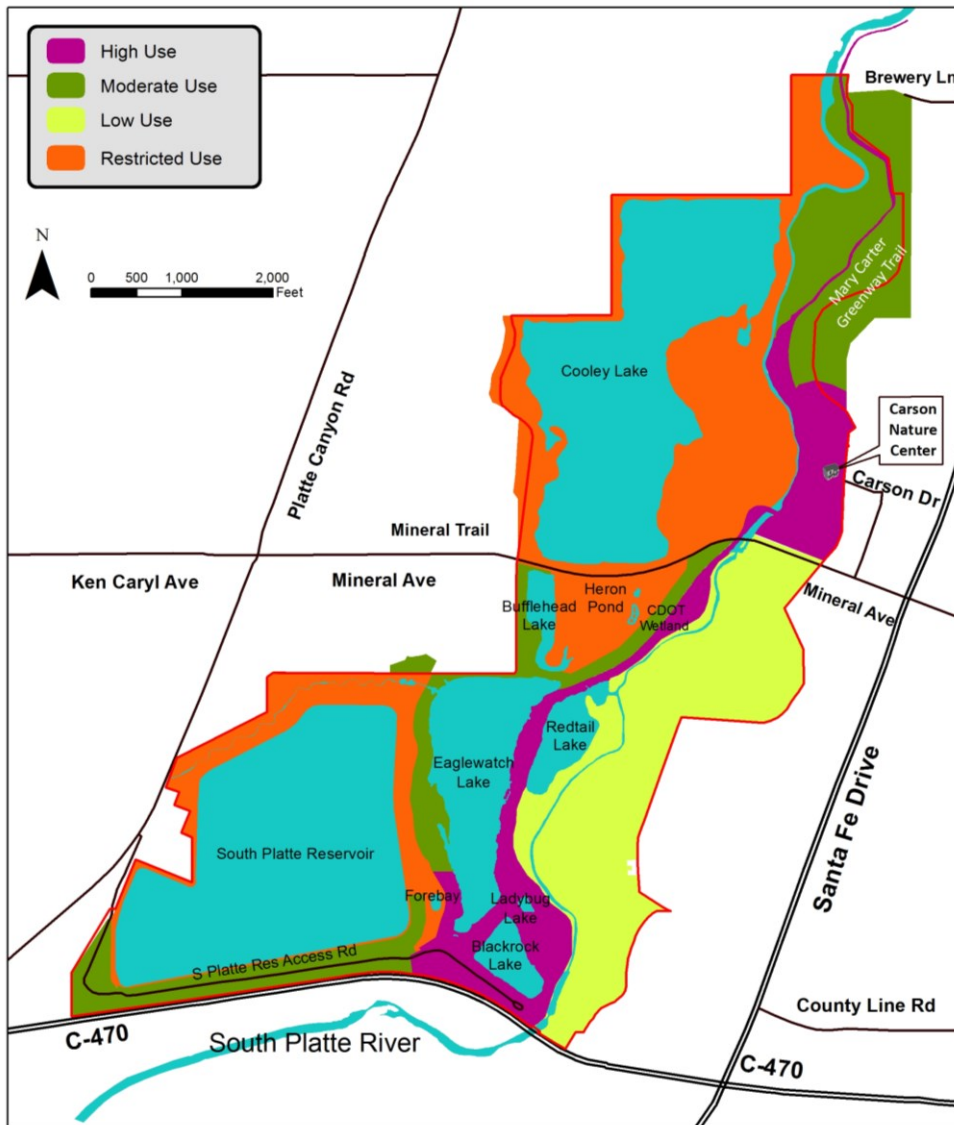 High Use
Moderate Use
Low Use
Restricted Use
N
0 500 1,000 2,000
Feet
Brewery Ln
Mary Carter
Greenway Trail
Cooley Lake
Platte Canyon Rd
Carson
Nature
Center
Carson Dr
Mineral Trail
Ken Caryl Ave
Mineral Ave
Mineral Ave
Heron
Pond
Bufflehead
Lake
CDOT
Wetland
Redtail
Lake
Eaglewatch
Lake
Santa Fe Drive
South Platte Reservoir
Forebay
Ladybug
Lake
Blackrock
Lake
S Platte Res Access Rd
County Line Rd
C-470
South Platte River
C-470